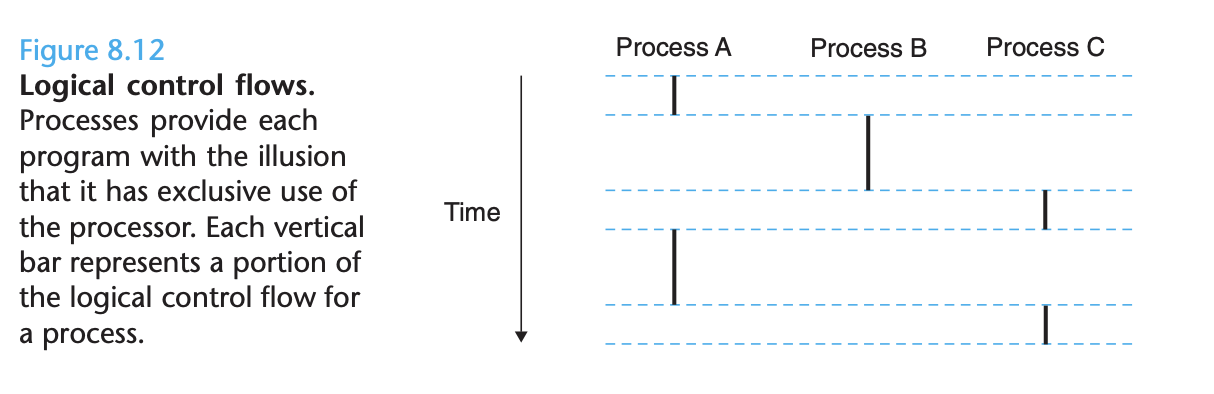 Figure 8.12
Logical control flows.
Processes provide each
program with the illusion
that it has exclusive use of
the processor. Each vertical
bar represents a portion of
the logical control flow for
a process.
Time
Process A
Process B
Process C